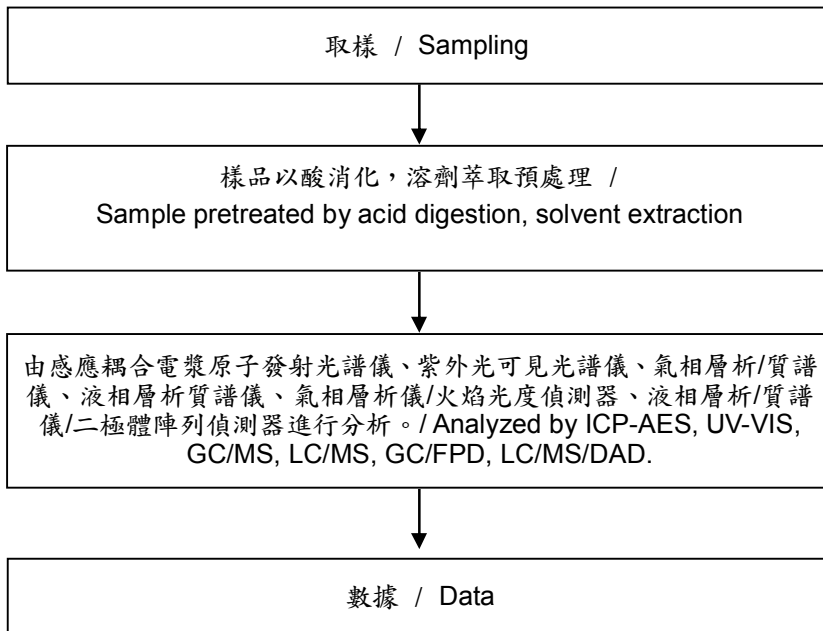 取樣 / Sampling
樣品以酸消化，溶劑萃取預處理 /
Sample pretreated by acid digestion, solvent extraction
由感應耦合電漿原子發射光譜儀、紫外光可見光譜儀、氣相層析/質譜
儀、液相層析質譜儀、氣相層析儀/火焰光度偵測器、液相層析/質譜
儀/二極體陣列偵測器進行分析。/ Analyzed by ICP-AES, UV-VIS,
GC/MS, LC/MS, GC/FPD, LC/MS/DAD.
數據 / Data